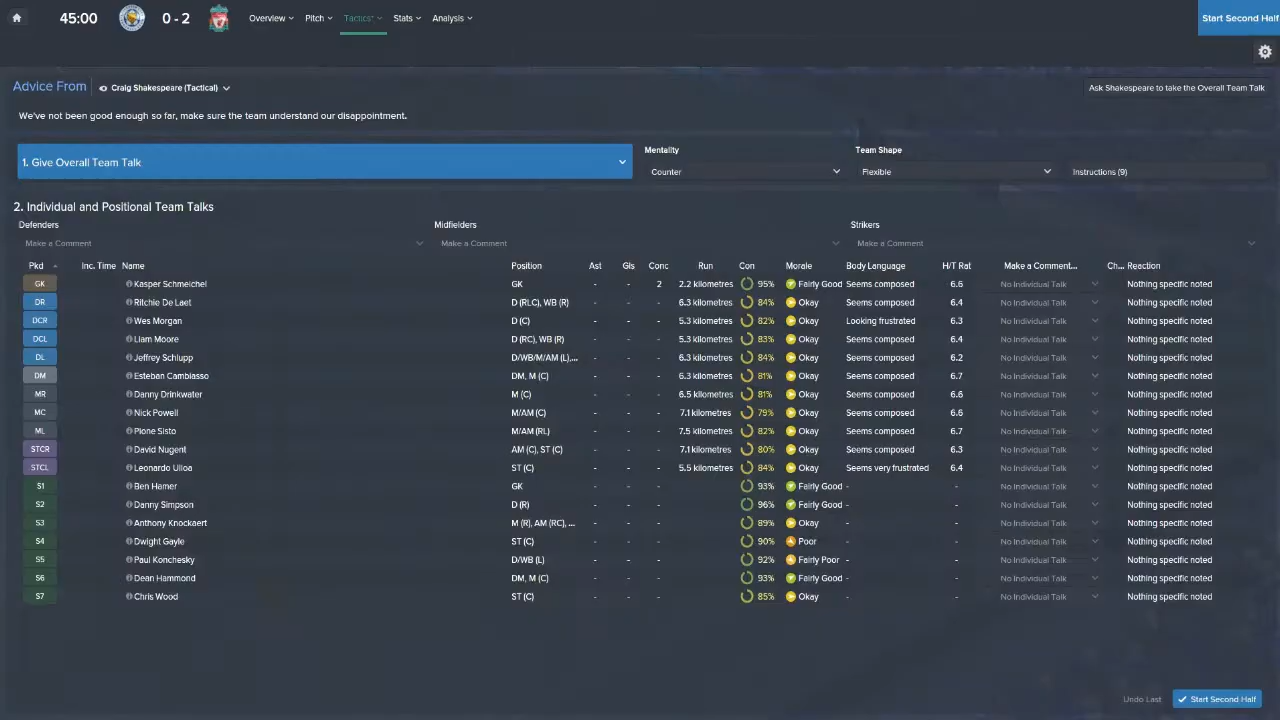 45:00 0 - 2 Overview Pitch Tactics* Stats Analysis Start Second Half
Advice From Craig Shakespeare (Tactical) Ask Shakespeare to take the Overall Team Talk
We've not been good enough so far, make sure the team understand our disappointment.
Mentality Team Shape
1. Give Overall Team Talk Counter Flexible Instructions (9)
2. Individual and Positional Team Talks
Defenders Midfielders Strikers
Make a Comment Make a Comment Make a Comment
Pkd Inc. Time Name Position Ast Gls Conc Run Con Morale Body Language H/T Rat Make a Comment... Ch... Reaction
GK Kasper Schmeichel GK - - 2 2.2 kilometres 95% Fairly Good Seems composed 6.6 No Individual Talk Nothing specific noted
DR Ritchie De Laet D (RLC), WB (R) - - - 6.3 kilometres 84% Okay Seems composed 6.4 No Individual Talk Nothing specific noted
DCR Wes Morgan D (C) - - - 5.3 kilometres 82% Okay Looking frustrated 6.3 No Individual Talk Nothing specific noted
DCL Liam Moore D (RC), WB (R) - - - 5.3 kilometres 83% Okay Seems composed 6.4 No Individual Talk Nothing specific noted
DL Jeffrey Schlupp D/WB/M/AM (L),... - - - 6.3 kilometres 84% Okay Seems composed 6.2 No Individual Talk Nothing specific noted
DM Esteban Cambiasso DM, M (C) - - - 6.3 kilometres 81% Okay Seems composed 6.7 No Individual Talk Nothing specific noted
MR Danny Drinkwater M (C) - - - 6.5 kilometres 81% Okay Seems composed 6.6 No Individual Talk Nothing specific noted
MC Nick Powell M/AM (C) - - - 7.1 kilometres 79% Okay Seems composed 6.6 No Individual Talk Nothing specific noted
ML Pione Sisto M/AM (RL) - - - 7.5 kilometres 82% Okay Seems composed 6.7 No Individual Talk Nothing specific noted
STCR David Nugent AM (C), ST (C) - - - 7.1 kilometres 80% Okay Seems composed 6.3 No Individual Talk Nothing specific noted
STCL Leonardo Ulloa ST (C) - - - 5.5 kilometres 84% Okay Seems very frustrated 6.4 No Individual Talk Nothing specific noted
S1 Ben Hamer GK - - - 93% Fairly Good - - No Individual Talk Nothing specific noted
S2 Danny Simpson D (R) - - - 96% Fairly Good - - No Individual Talk Nothing specific noted
S3 Anthony Knockaert M (R), AM (RC), ... - - - 89% Okay - - No Individual Talk Nothing specific noted
S4 Dwight Gayle ST (C) - - - 90% Poor - - No Individual Talk Nothing specific noted
S5 Paul Konchesky D/WB (L) - - - 92% Fairly Poor - - No Individual Talk Nothing specific noted
S6 Dean Hammond DM, M (C) - - - 93% Fairly Good - - No Individual Talk Nothing specific noted
S7 Chris Wood ST (C) - - - 85% Okay - - No Individual Talk Nothing specific noted
Undo Last Start Second Half